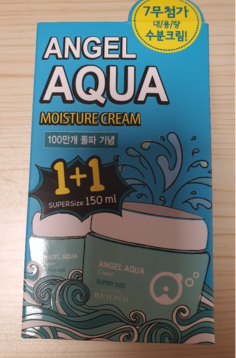 7무첨가
대/용/량
수분크림!
ANGEL
AQUA
MOISTURE CREAM
100만개 돌파 기념
1+1
SUPERSize 150 ml
ANGEL AQUA
Cream
SUPER SIZE
BEYOND